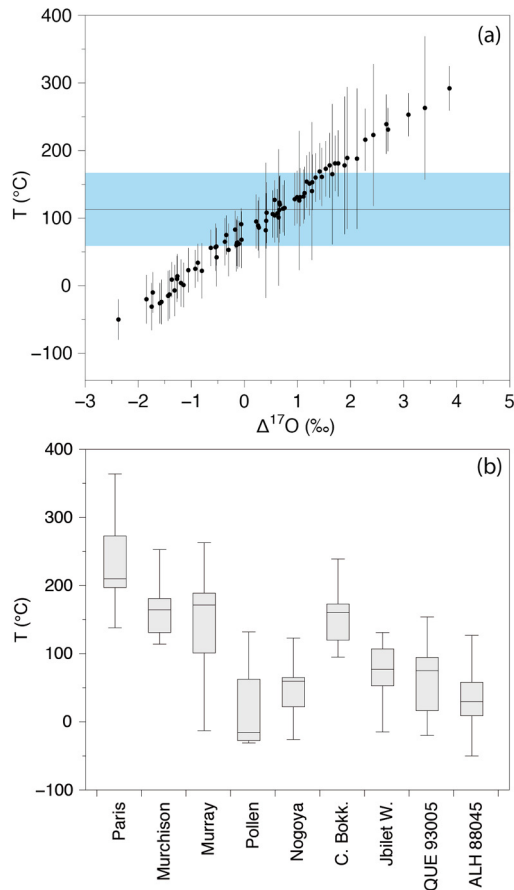 (a)
400
300
200
100
0
−100
T (°C)
−3 −2 −1 0 1 2 3 4 5
Δ17O (‰)
(b)
400
300
200
100
0
−100
T (°C)
Paris
Murchison
Murray
Pollen
Nogoya
C. Bokk.
Jbilet W.
QUE 93005
ALH 88045